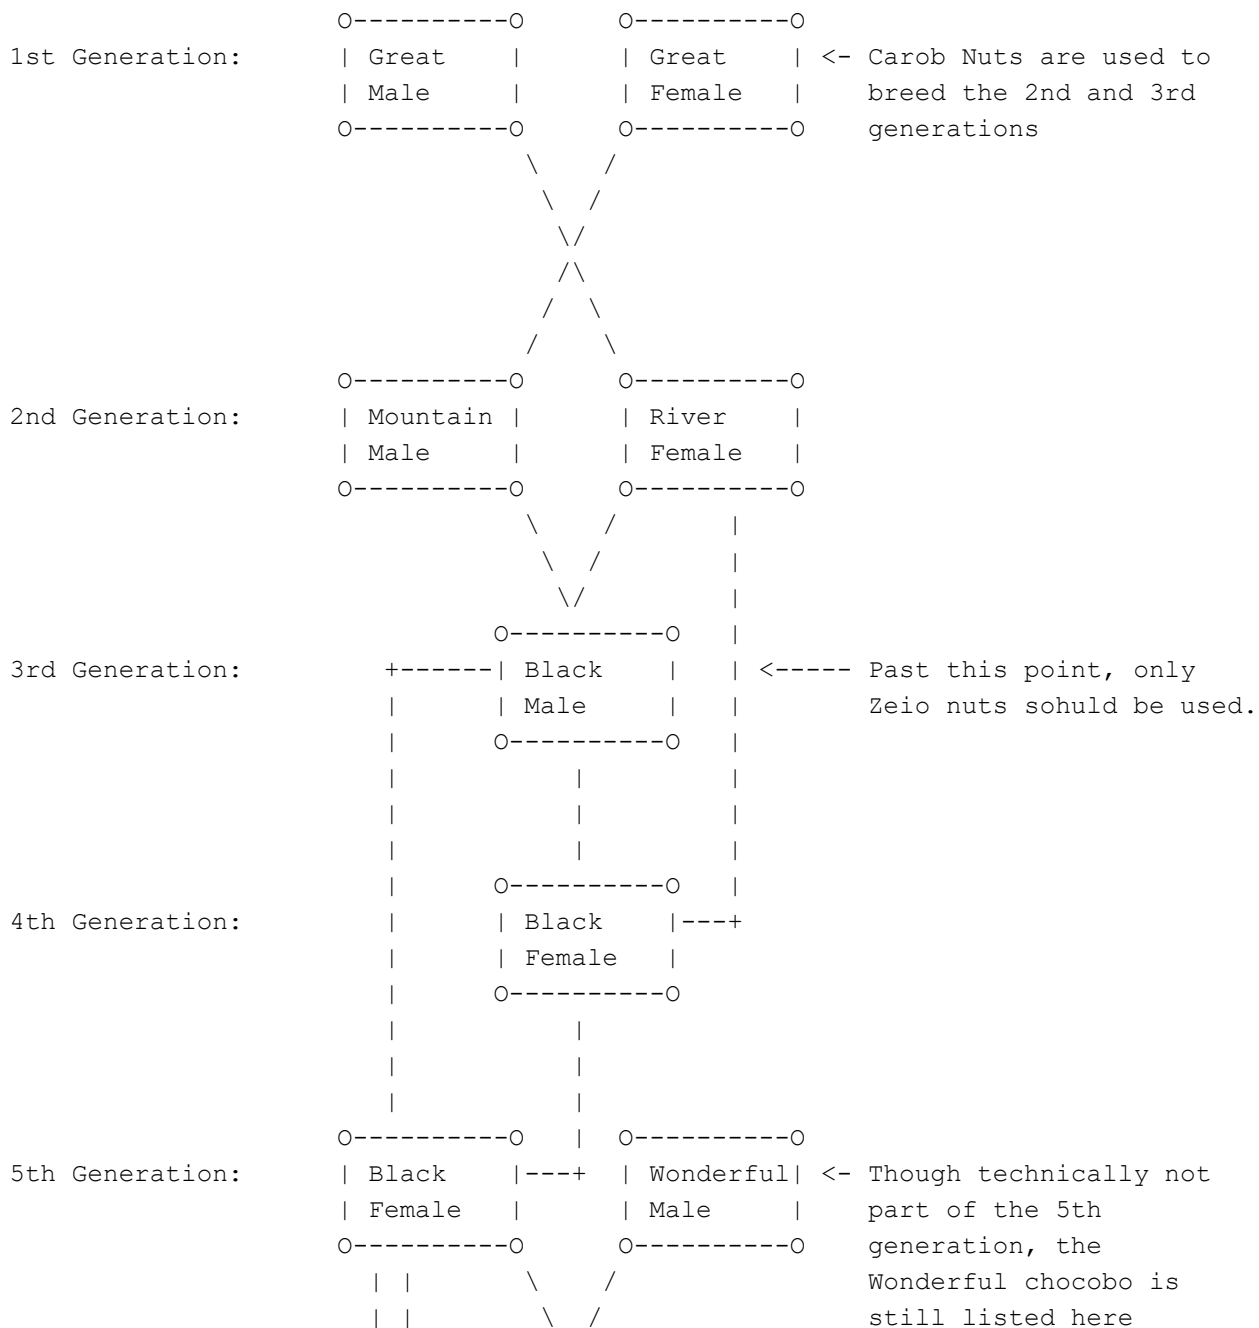 O----------O      O----------O
1st Generation:       | Great    |      | Great    | <- Carob Nuts are used to
                      | Male     |      | Female   |    breed the 2nd and 3rd
                      O----------O      O----------O    generations
                                  \    /
                                   \  /
                                    \/
                                    /\
                                   /  \
                                  /    \
                      O----------O      O----------O
2nd Generation:       | Mountain |      | River    |
                      | Male     |      | Female   |
                      O----------O      O----------O
                                  \    /       |
                                   \  /        |
                                    \/         |
                                O----------O   |
3rd Generation:          +------| Black    |   | <----- Past this point, only
                         |      | Male     |   |        Zeio nuts sohuld be used.
                         |      O----------O   |
                         |           |         |
                         |           |         |
                         |           |         |
                         |      O----------O   |
4th Generation:          |      | Black    |---+
                         |      | Female   |
                         |      O----------O
                         |           |
                         |           |
                         |           |
                      O----------O   |  O----------O
5th Generation:       | Black    |---+  | Wonderful| <- Though technically not
                      | Female   |      | Male     |    part of the 5th
                      O----------O      O----------O    generation, the
                        | |       \    /                Wonderful chocobo is
                        | |        \  /                 still listed here